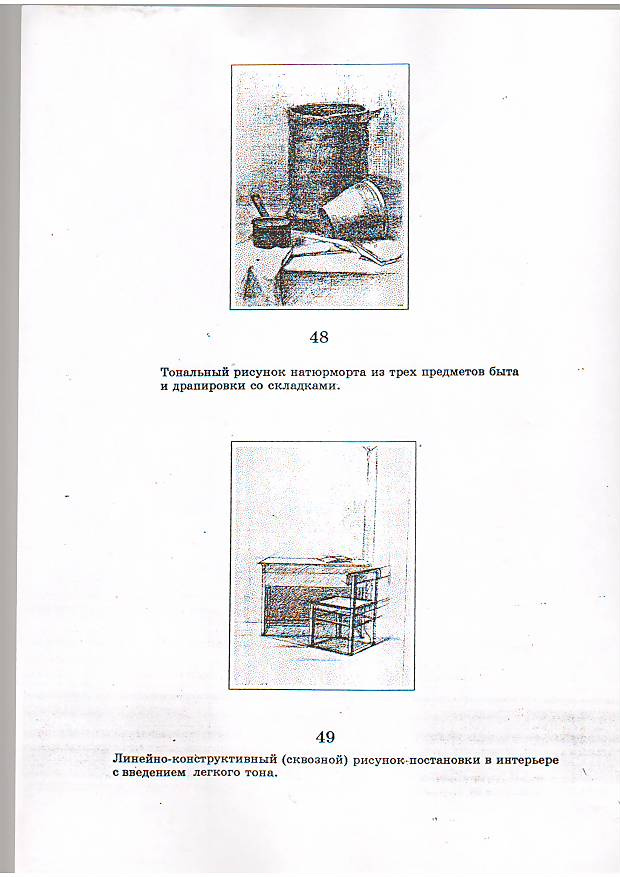 48
Тональный рисунок натюрморта из трех предметов быта
и драпировки со складками.
49
Линейно-конструктивный (сквозной) рисунок постановки в интерьере
с введением легкого тона.